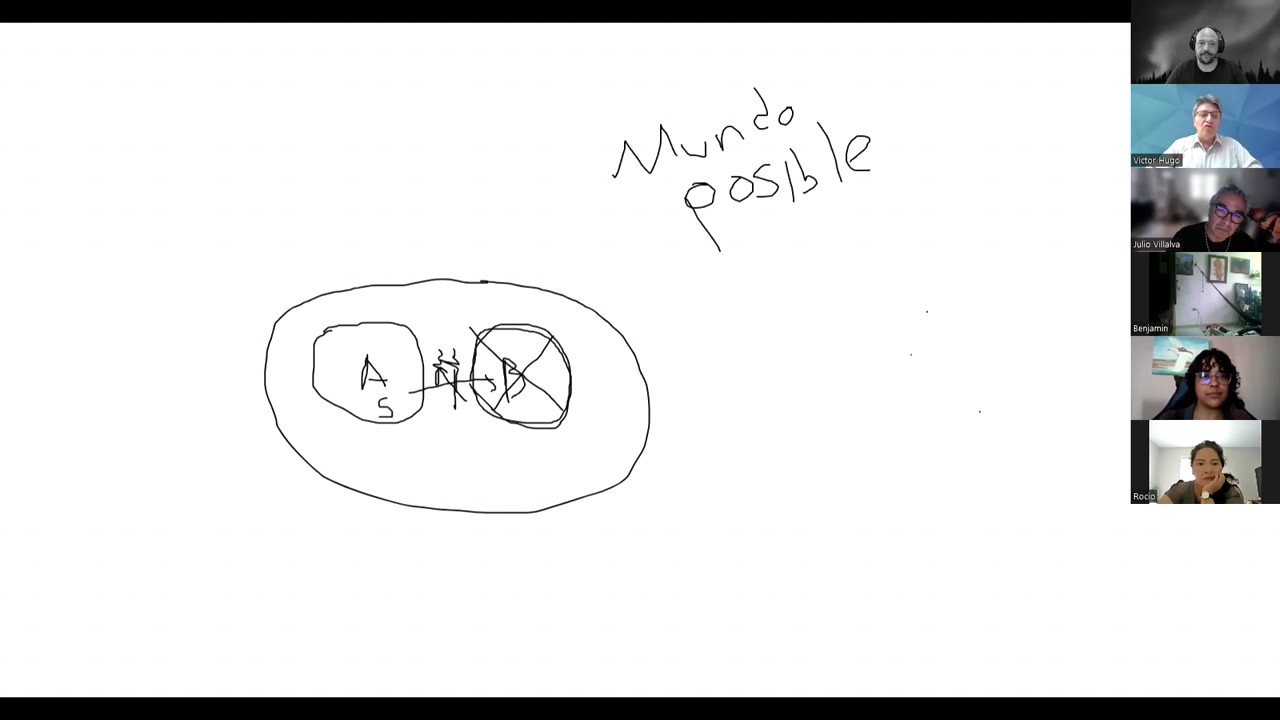 Mundo
posible
A
S
B
Victor Hugo
Julio Villalva
Benjamin
Rocio